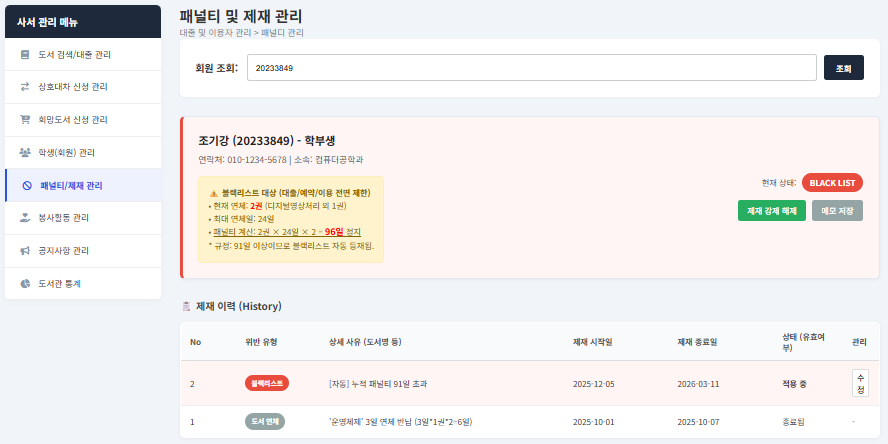 사서 관리 메뉴
도서 검색/대출 관리
상호대차 신청 관리
희망도서 신청 관리
학생(회원) 관리
패널티/제재 관리
봉사활동 관리
공지사항 관리
도서관 통계
패널티 및 제재 관리
대출 및 이용자 관리 > 패널티 관리
회원 조회: 20233849 조회
조기강 (20233849) - 학부생
연락처: 010-1234-5678 | 소속: 컴퓨터공학과
블랙리스트 대상 (대출/예약/이용 전면 제한)
• 현재 연체: 2권 (디지털영상처리 외 1권)
• 최대 연체일: 24일
• 패널티 계산: 2권 × 24일 × 2 = 96일 정지
* 규정: 91일 이상이므로 블랙리스트 자동 등재됨.
현재 상태: BLACK LIST
제재 강제 해제 메모 저장
제재 이력 (History)
No 위반 유형 상세 사유 (도서명 등) 제재 시작일 제재 종료일 상태 (유효여부) 관리
2 블랙리스트 [자동] 누적 패널티 91일 초과 2025-12-05 2026-03-11 적용 중 수정
1 도서 연체 '운영체제' 3일 연체 반납 (3일*1권*2=6일) 2025-10-01 2025-10-07 종료됨 -